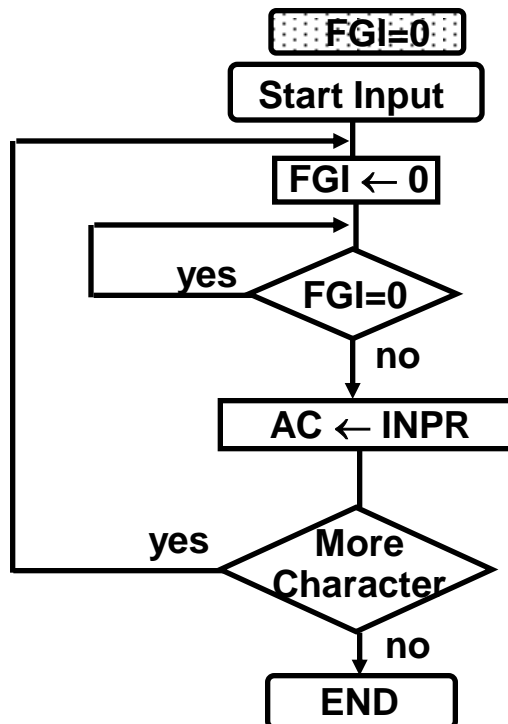 FGI=0
Start Input
FGI ← 0
yes
FGI=0
no
AC ← INPR
yes
More
Character
no
END